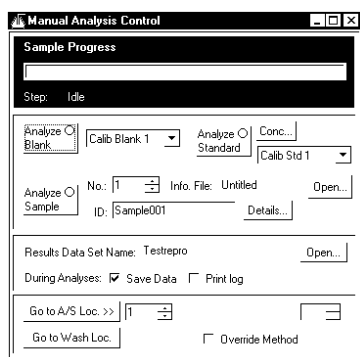 Manual Analysis Control
Sample Progress
Step: Idle
Analyze Blank
Calib Blank 1
Analyze Standard
Conc...
Calib Std 1
Analyze Sample
No.: 1 Info. File: Untitled Open...
ID: Sample001 Details...
Results Data Set Name: Testrepro Open...
During Analyses: Save Data Print log
Go to A/S Loc. >> 1
Go to Wash Loc. Override Method